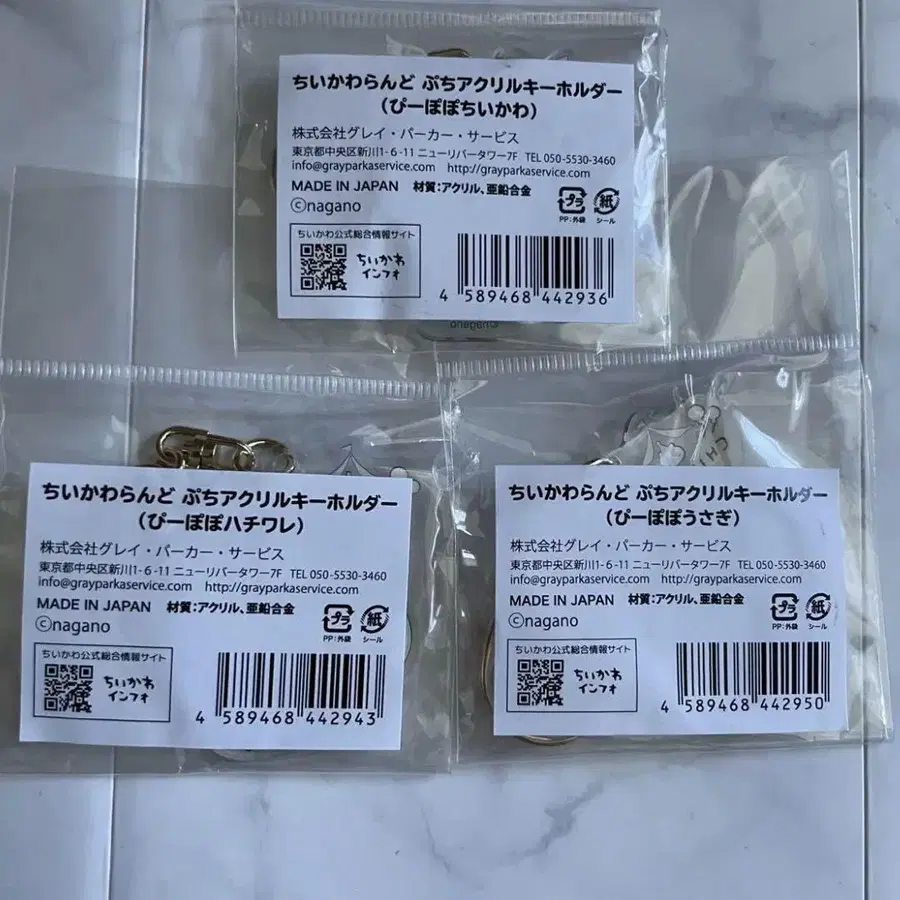 ちいかわらんど ぷちアクリルキーホルダー
(ぴーぽぽちいかわ)
株式会社グレイ・パーカー・サービス
東京都中央区新川1-6-11 ニューリバータワー7F TEL 050-5530-3460
info@grayparkaservice.com http://grayparkaservice.com
MADE IN JAPAN 材質:アクリル、亜鉛合金
©nagano
プラ
PP:外袋
紙
シール
ちいかわ公式総合情報サイト
ちいかわ
インフォ
4 589468 442936
©nagano
ちいかわらんど ぷちアクリルキーホルダー
(ぴーぽぽハチワレ)
株式会社グレイ・パーカー・サービス
東京都中央区新川1-6-11 ニューリバータワー7F TEL 050-5530-3460
info@grayparkaservice.com http://grayparkaservice.com
MADE IN JAPAN 材質:アクリル、亜鉛合金
©nagano
プラ
PP:外袋
紙
シール
ちいかわ公式総合情報サイト
ちいかわ
インフォ
4 589468 442943
CHI
ちいかわらんど ぷちアクリルキーホルダー
(ぴーぽぽうさぎ)
株式会社グレイ・パーカー・サービス
東京都中央区新川1-6-11 ニューリバータワー7F TEL 050-5530-3460
info@grayparkaservice.com http://grayparkaservice.com
MADE IN JAPAN 材質:アクリル、亜鉛合金
©nagano
プラ
PP:外袋
紙
シール
ちいかわ公式総合情報サイト
ちいかわ
インフォ
4 589468 442950